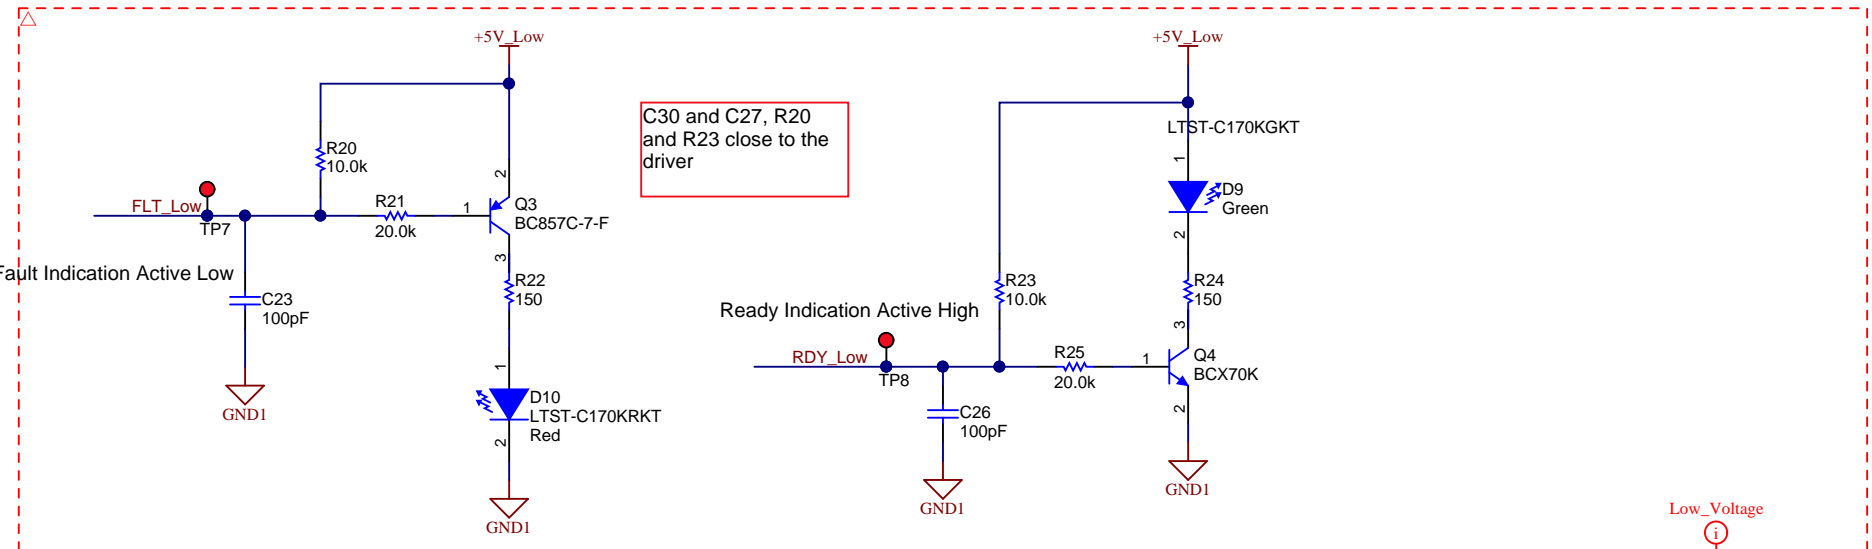 +5V_Low
R20
10.0k
FLT_Low
TP7
R21
20.0k
1
2
Q3
BC857C-7-F
3
Fault Indication Active Low
C23
100pF
GND1
R22
150
1
D10
LTST-C170KRKT
Red
2
GND1
C30 and C27, R20
and R23 close to the
driver
+5V_Low
LTST-C170KGKT
1
D9
Green
2
R23
10.0k
R24
150
Ready Indication Active High
RDY_Low
TP8
R25
20.0k
1
3
Q4
BCX70K
2
C26
100pF
GND1
GND1
Low_Voltage
i